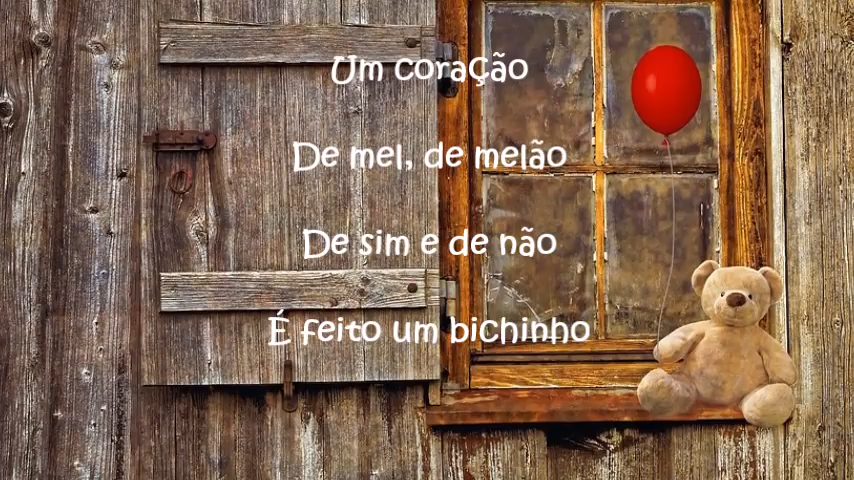 Um coração
De mel, de melão
De sim e de não
É feito um bichinho